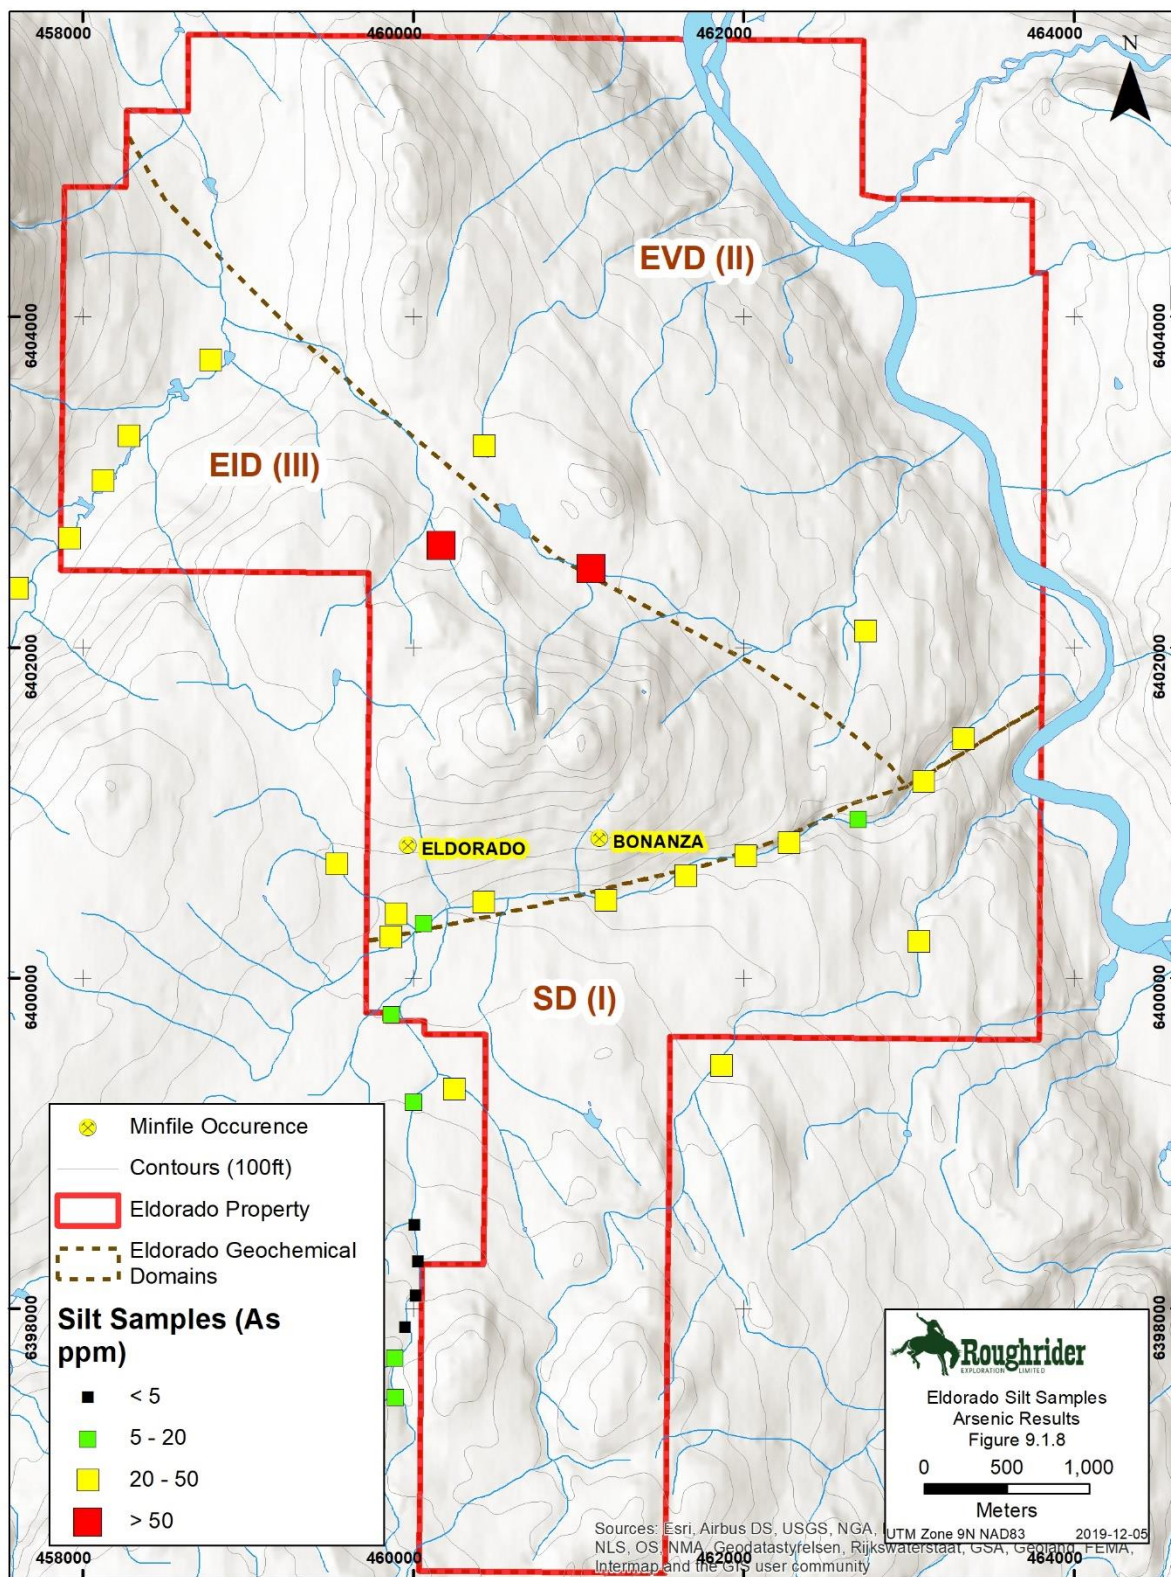 458000
460000
462000
464000
N
EVD (II)
6404000
6404000
EID (III)
6402000
6402000
ELDORADO
BONANZA
6400000
6400000
SD (I)
Minfile Occurence
Contours (100ft)
Eldorado Property
Eldorado Geochemical
Domains
Silt Samples (As
ppm)
< 5
5 - 20
20 - 50
> 50
6398000
6398000
Roughrider
EXPLORATION LIMITED
Eldorado Silt Samples
Arsenic Results
Figure 9.1.8
0 500 1,000
Meters
UTM Zone 9N NAD83 2019-12-05
Sources: Esri, Airbus DS, USGS, NGA,
NLS, OS, NMA, Geodatastyrelsen, Rijkswaterstaat, GSA, Geoland, FEMA,
Intermap and the GIS user community
458000
460000
462000
464000